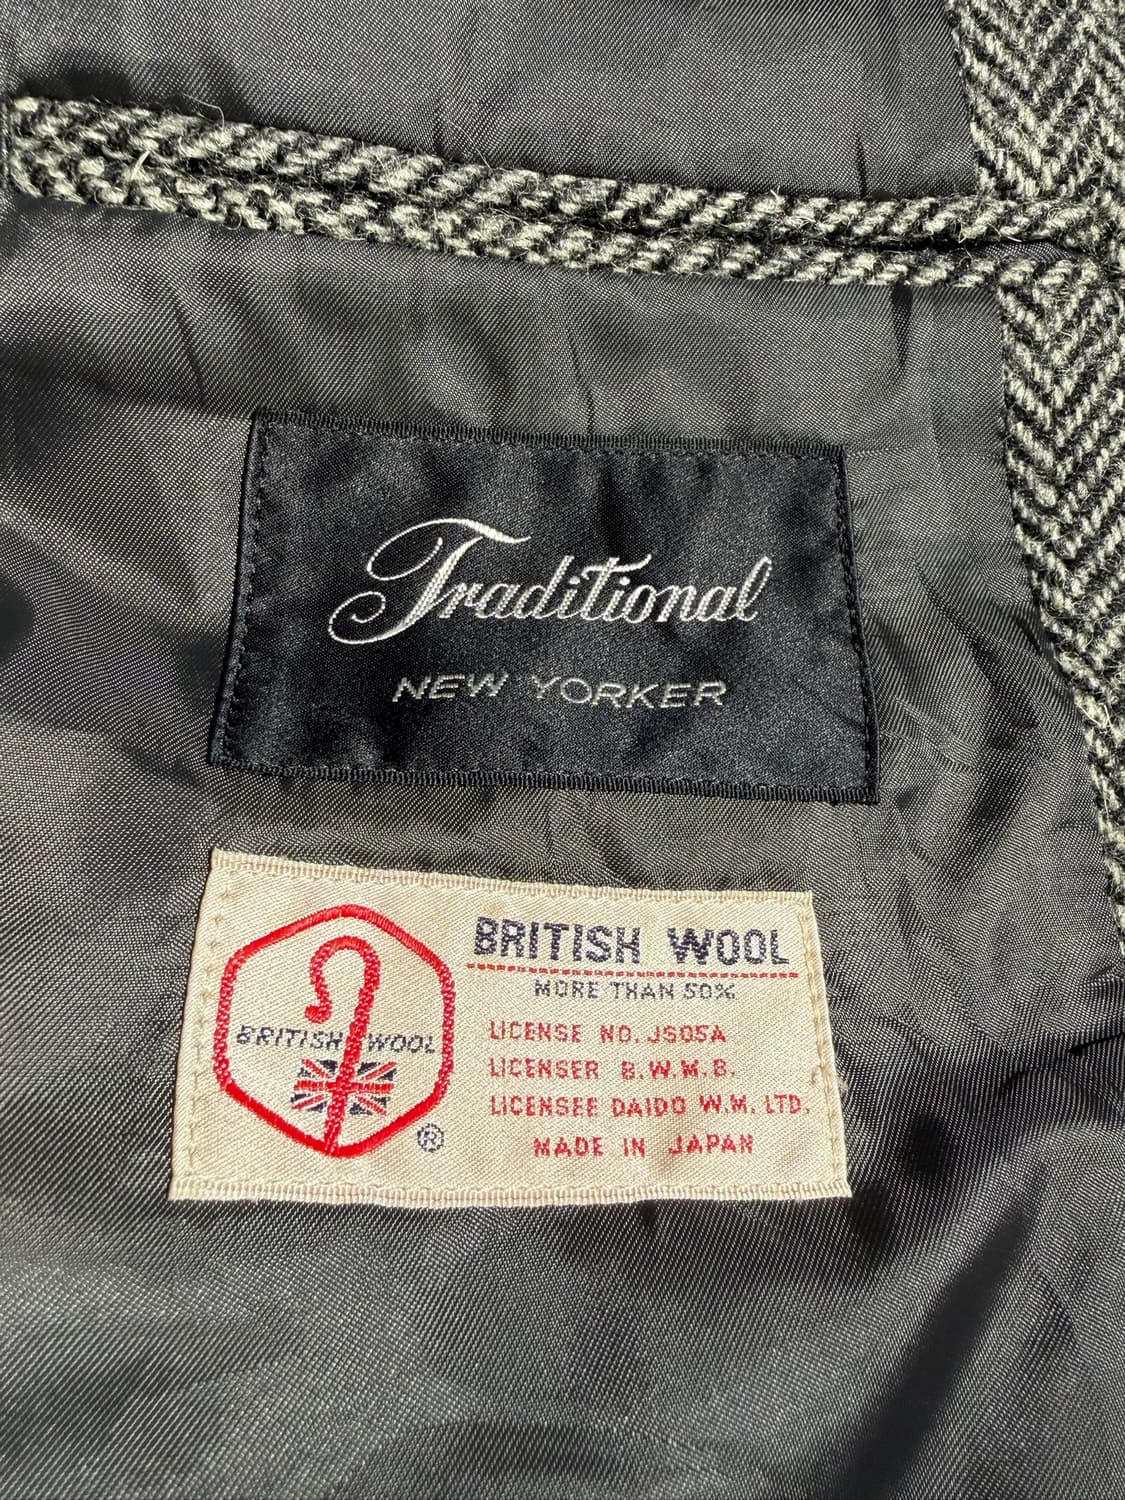 Traditional
NEW YORKER
BRITISH WOOL
BRITISH WOOL
MORE THAN 50%
LICENSE NO. JS05A
LICENSER B.W.M.B.
LICENSEE DAIDO W.M. LTD.
MADE IN JAPAN
®